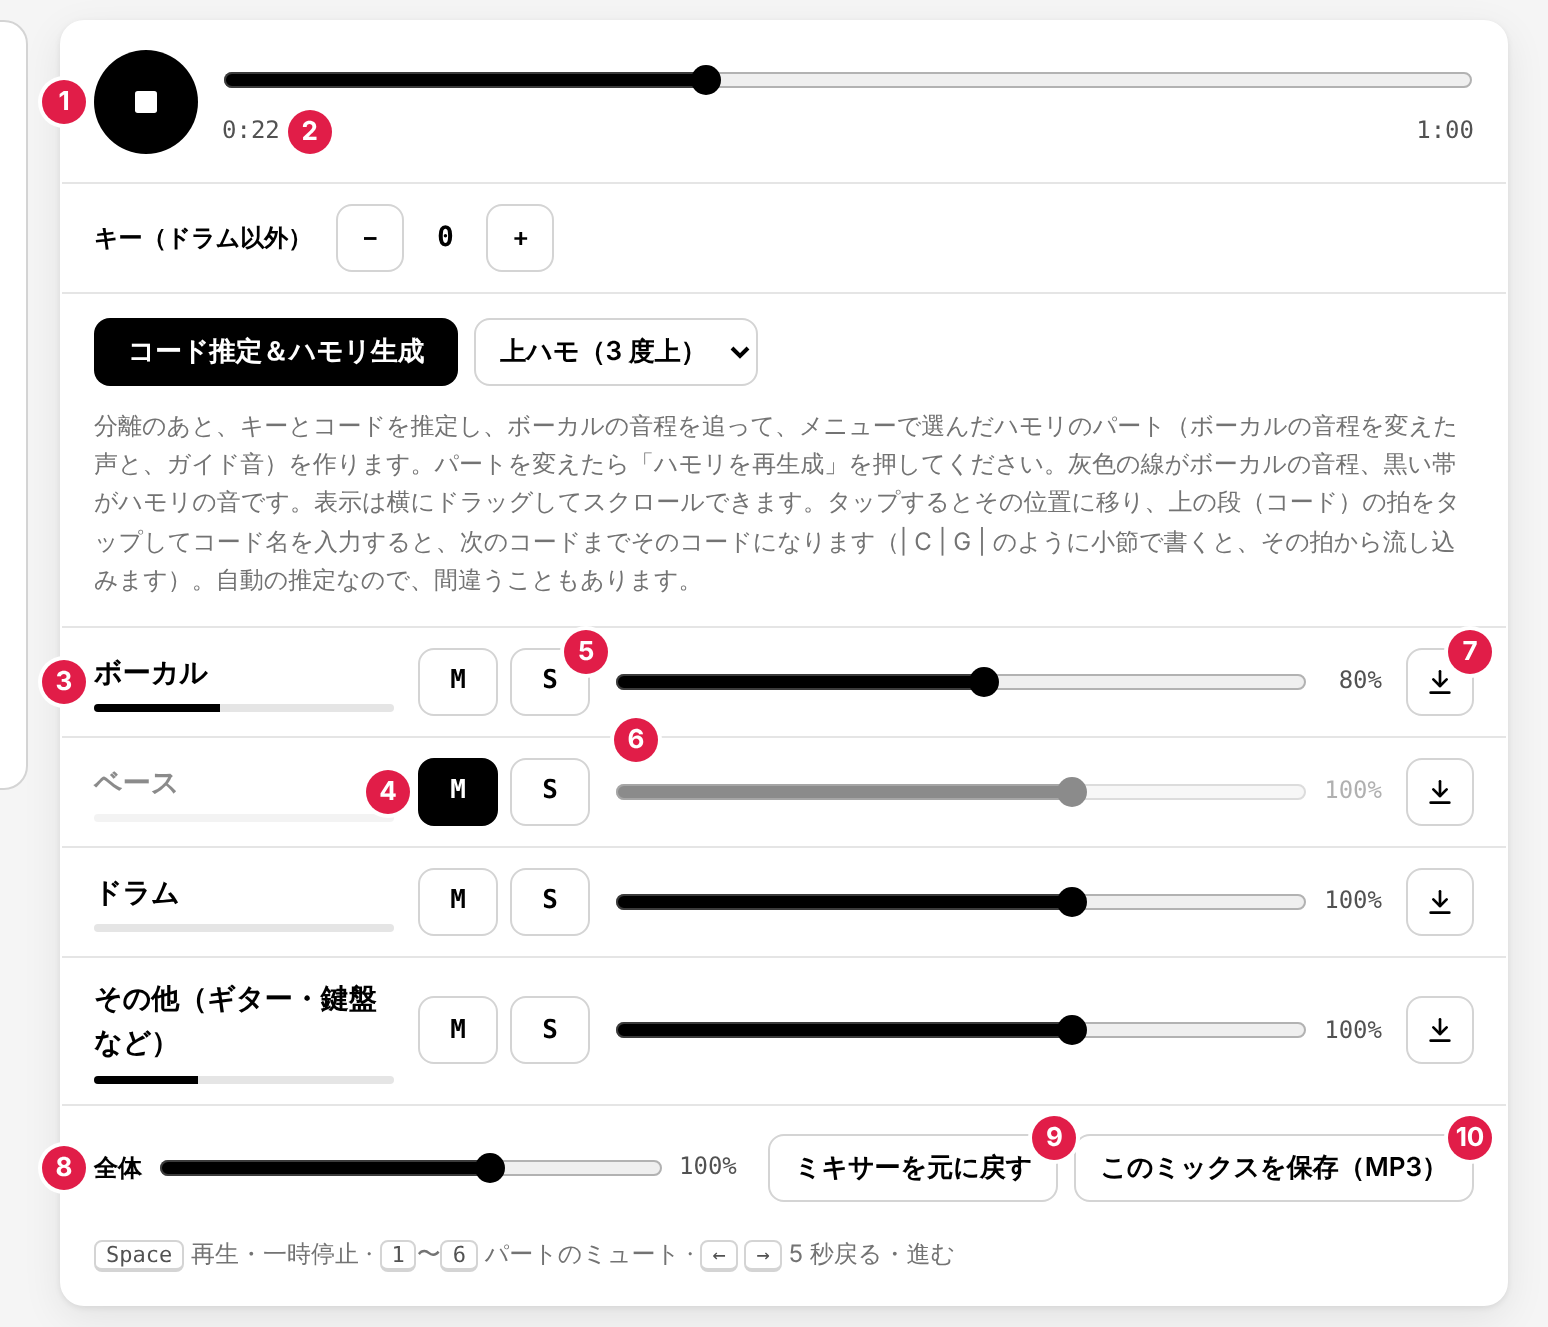 1
0:22 2 1:00
キー（ドラム以外） − 0 +
コード推定＆ハモリ生成 上ハモ（3 度上）
分離のあと、キーとコードを推定し、ボーカルの音程を追って、メニューで選んだハモリのパート（ボーカルの音程を変えた
声と、ガイド音）を作ります。パートを変えたら「ハモリを再生成」を押してください。灰色の線がボーカルの音程、黒い帯
がハモリの音です。表示は横にドラッグしてスクロールできます。タップするとその位置に移り、上の段（コード）の拍をタ
ップしてコード名を入力すると、次のコードまでそのコードになります（| C | G | のように小節で書くと、その拍から流し込
みます）。自動の推定なので、間違うこともあります。
3 ボーカル M S 5 80% 7
6
ベース 4 M S 100%
ドラム M S 100%
その他（ギター・鍵盤
など） M S 100%
8 全体 100% ミキサーを元に戻す 9 このミックスを保存（MP3） 10
Space 再生・一時停止 · 1 〜 6 パートのミュート · ← → 5 秒戻る・進む